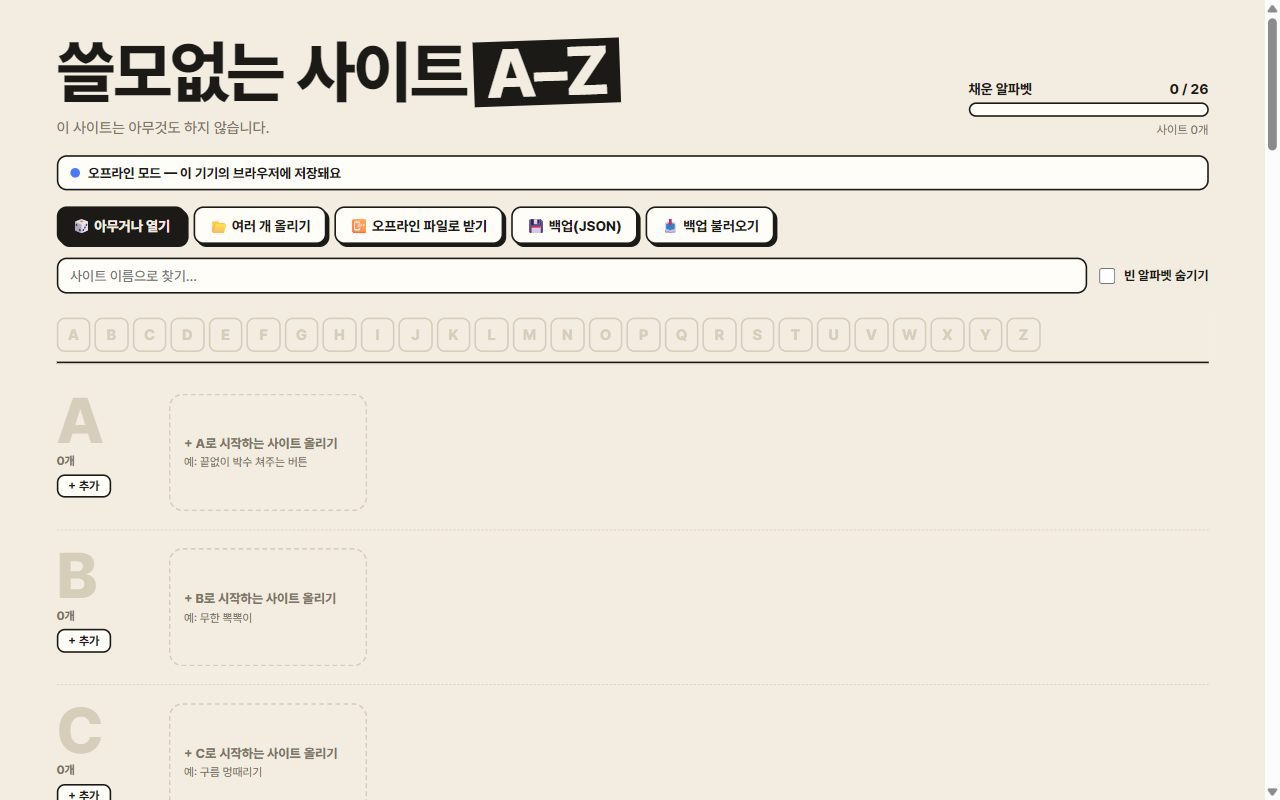 쓸모없는 사이트 A–Z
이 사이트는 아무것도 하지 않습니다.
채운 알파벳 0 / 26
사이트 0개
오프라인 모드 — 이 기기의 브라우저에 저장돼요
아무거나 열기 여러 개 올리기 오프라인 파일로 받기 백업(JSON) 백업 불러오기
사이트 이름으로 찾기... 빈 알파벳 숨기기
A B C D E F G H I J K L M N O P Q R S T U V W X Y Z
A
0개
+ 추가
+ A로 시작하는 사이트 올리기
예: 끝없이 박수 쳐주는 버튼
B
0개
+ 추가
+ B로 시작하는 사이트 올리기
예: 무한 뽁뽁이
C
0개
+ 추가
+ C로 시작하는 사이트 올리기
예: 구름 멍때리기